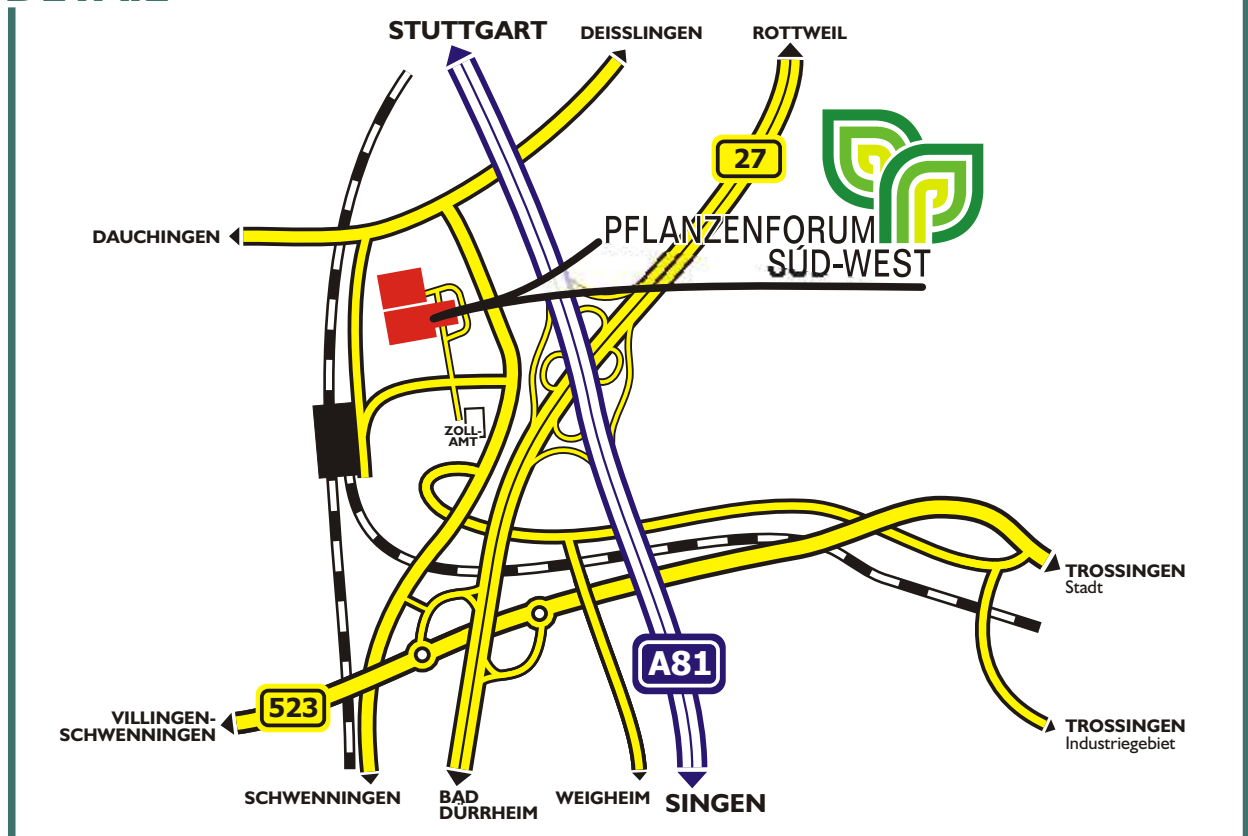 STUTTGART
DEISSLINGEN
ROTTWEIL
27
DAUCHINGEN
PFLANZENFORUM
SÚD-WEST
ZOLL-
AMT
TROSSINGEN
Stadt
A81
523
VILLINGEN-
SCHWENNINGEN
TROSSINGEN
Industriegebiet
SCHWENNINGEN
BAD
DÜRRHEIM
WEIGHEIM
SINGEN